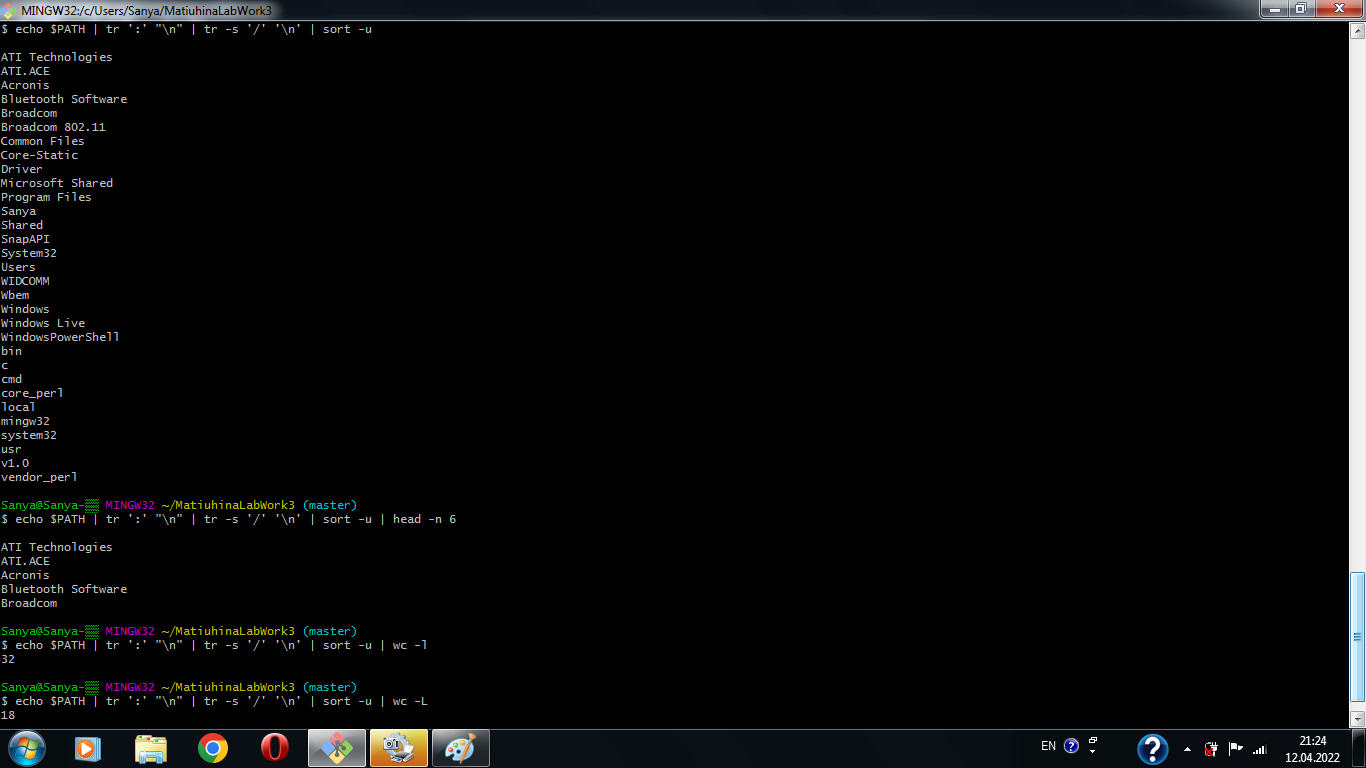 MINGW32:/c/Users/Sanya/MatiuhinaLabWork3
$ echo $PATH | tr ':' "\n" | tr -s '/' '\n' | sort -u
ATI Technologies
ATI.ACE
Acronis
Bluetooth Software
Broadcom
Broadcom 802.11
Common Files
Core-Static
Driver
Microsoft Shared
Program Files
Sanya
Shared
SnapAPI
System32
Users
WIDCOMM
Wbem
Windows
Windows Live
WindowsPowerShell
bin
c
cmd
core_perl
local
mingw32
system32
usr
v1.0
vendor_perl
Sanya@Sanya-▒▒ MINGW32 ~/MatiuhinaLabWork3 (master)
$ echo $PATH | tr ':' "\n" | tr -s '/' '\n' | sort -u | head -n 6
ATI Technologies
ATI.ACE
Acronis
Bluetooth Software
Broadcom
Sanya@Sanya-▒▒ MINGW32 ~/MatiuhinaLabWork3 (master)
$ echo $PATH | tr ':' "\n" | tr -s '/' '\n' | sort -u | wc -l
32
Sanya@Sanya-▒▒ MINGW32 ~/MatiuhinaLabWork3 (master)
$ echo $PATH | tr ':' "\n" | tr -s '/' '\n' | sort -u | wc -L
18
EN
21:24
12.04.2022